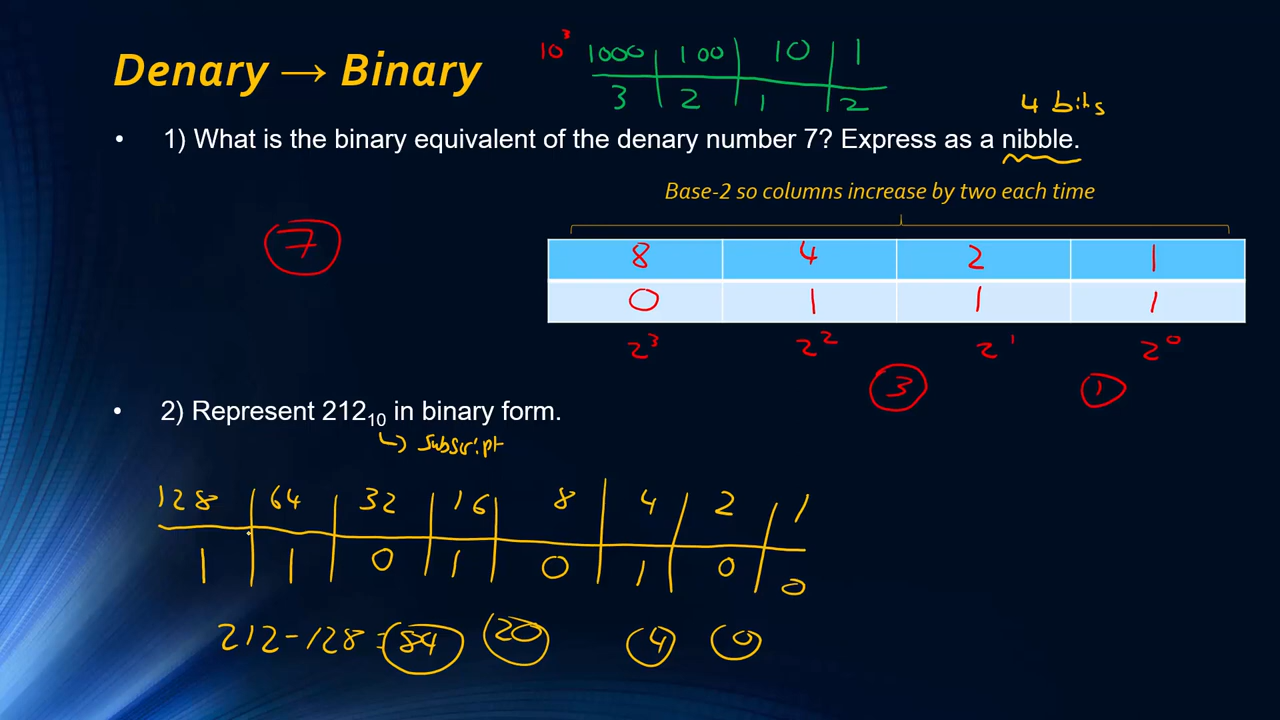 Denary → Binary
10³ 1000 100 10 1
3 2 1 2
4 bits
• 1) What is the binary equivalent of the denary number 7? Express as a nibble.
Base-2 so columns increase by two each time
7
8 4 2 1
0 1 1 1
2³ 2² 2¹ 2⁰
3 1
• 2) Represent 212₁₀ in binary form.
↳ subscript
128 64 32 16 8 4 2 1
1 1 0 1 0 1 0 0
212-128 = 84 20 4 0